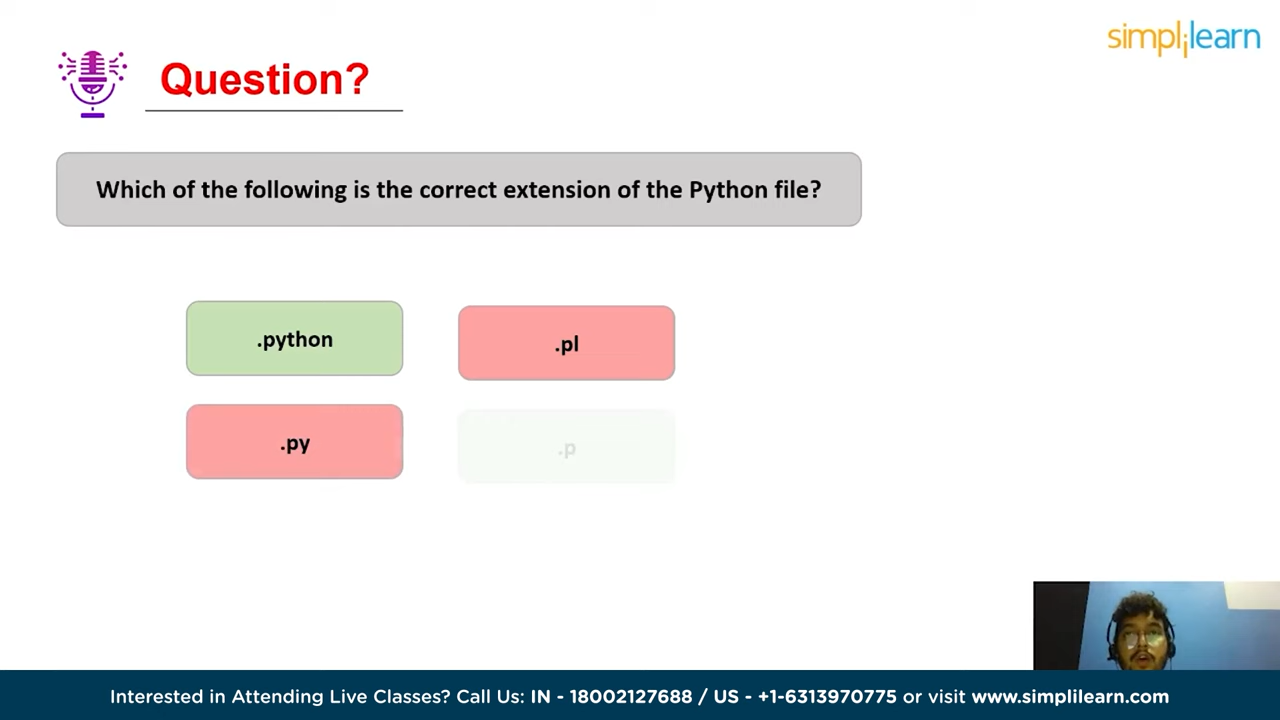 simplilearn
Question?
Which of the following is the correct extension of the Python file?
.python
.pl
.py
.p
Interested in Attending Live Classes? Call Us: IN - 18002127688 / US - +1-6313970775 or visit www.simplilearn.com